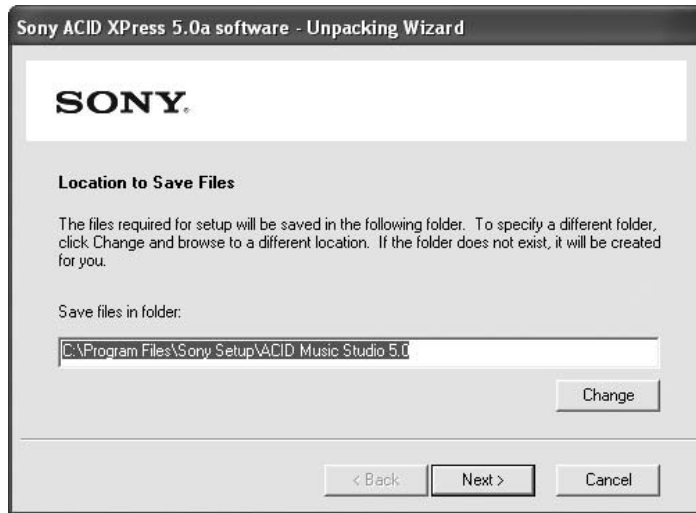 Sony ACID XPress 5.0a software - Unpacking Wizard
SONY®
Location to Save Files
The files required for setup will be saved in the following folder. To specify a different folder,
click Change and browse to a different location. If the folder does not exist, it will be created
for you.
Save files in folder:
C:\Program Files\Sony Setup\ACID Music Studio 5.0
Change
< Back Next > Cancel